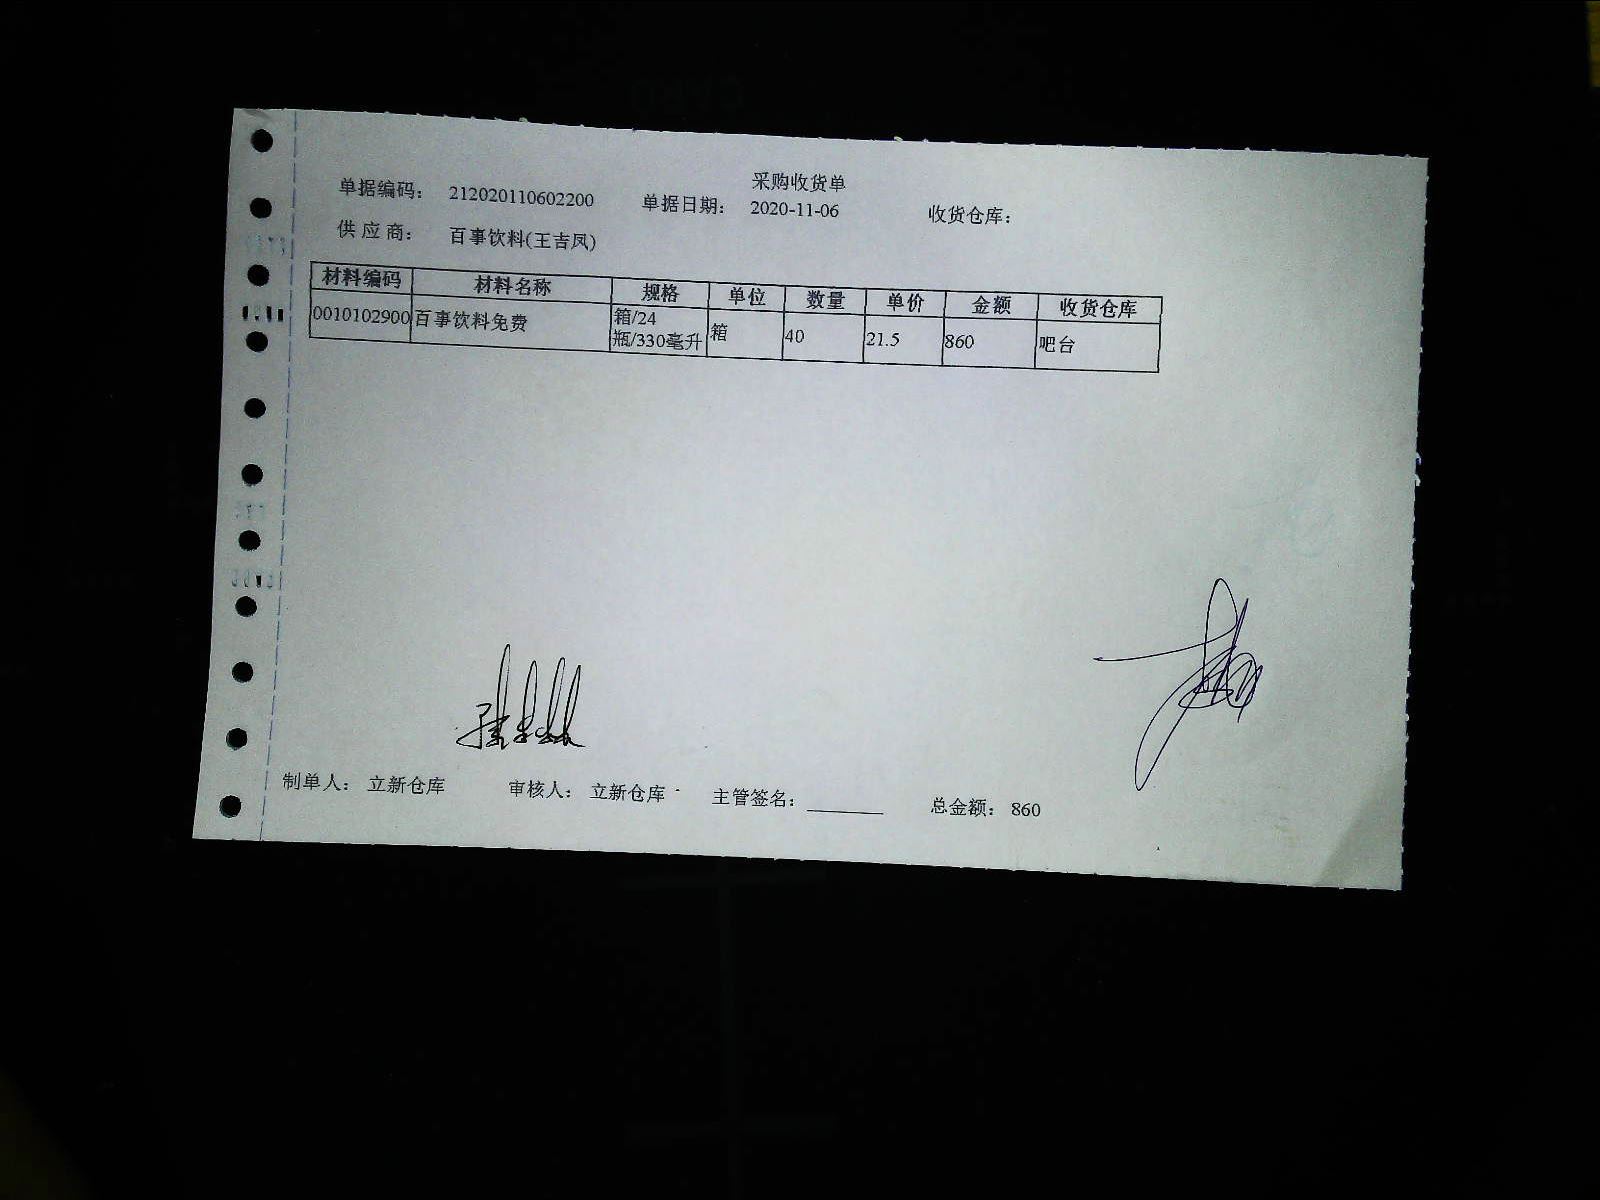 采购收货单
单据编码： 212020110602200 单据日期： 2020-11-06 收货仓库：
供 应 商： 百事饮料(王吉凤)
材料编码 材料名称 规格 单位 数量 单价 金额 收货仓库
0010102900 百事饮料免费 箱/24瓶/330毫升 箱 40 21.5 860 吧台
制单人： 立新仓库 审核人： 立新仓库 主管签名： 总金额： 860